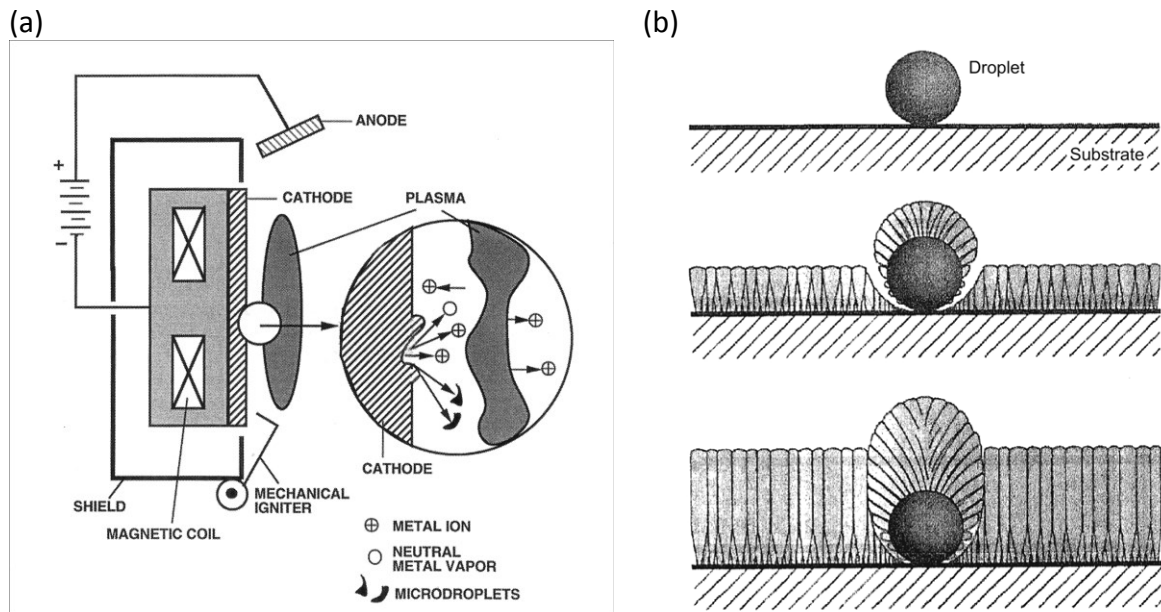 (a)
ANODE
+
CATHODE
PLASMA
−
CATHODE
SHIELD
MECHANICAL
IGNITER
MAGNETIC COIL
⊕ METAL ION
○ NEUTRAL
METAL VAPOR
MICRODROPLETS
(b)
Droplet
Substrate